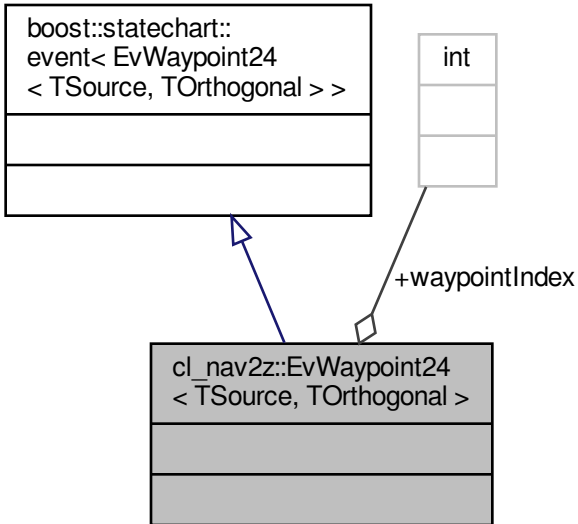 boost::statechart::
event< EvWaypoint24
< TSource, TOrthogonal > >
int
+waypointIndex
cl_nav2z::EvWaypoint24
< TSource, TOrthogonal >